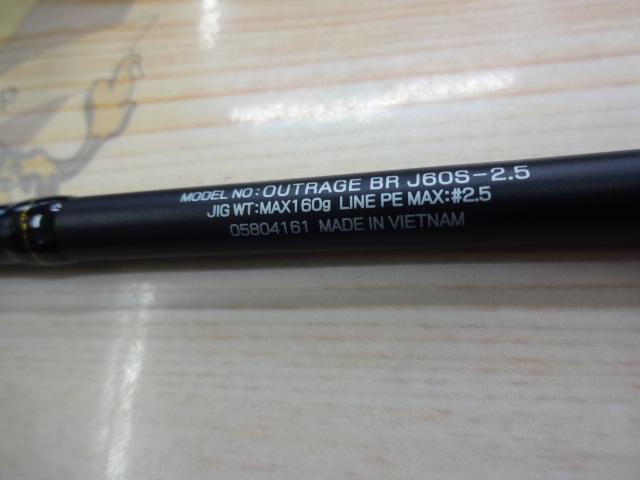 MODEL NO: OUTRAGE BR J60S-2.5
JIG WT:MAX160g LINE PE MAX:#2.5
05804161 MADE IN VIETNAM